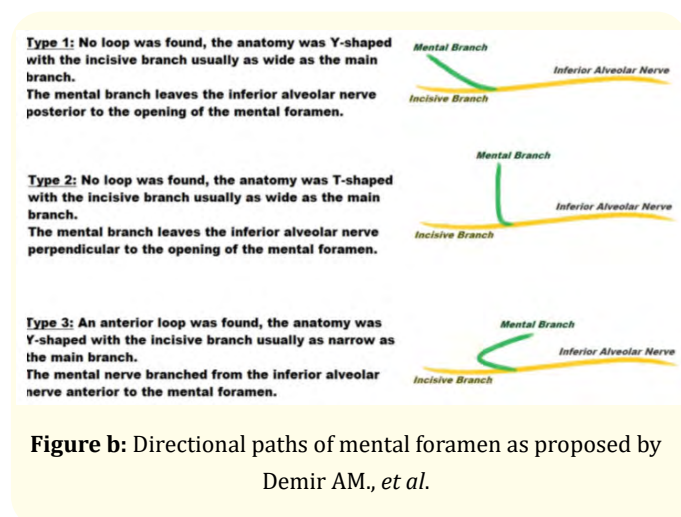 Type 1: No loop was found, the anatomy was Y-shaped
with the incisive branch usually as wide as the main
branch.
The mental branch leaves the inferior alveolar nerve
posterior to the opening of the mental foramen.
Mental Branch
Inferior Alveolar Nerve
Incisive Branch
Type 2: No loop was found, the anatomy was T-shaped
with the incisive branch usually as wide as the main
branch.
The mental branch leaves the inferior alveolar nerve
perpendicular to the opening of the mental foramen.
Mental Branch
Inferior Alveolar Nerve
Incisive Branch
Type 3: An anterior loop was found, the anatomy was
Y-shaped with the incisive branch usually as narrow as
the main branch.
The mental nerve branched from the inferior alveolar
nerve anterior to the mental foramen.
Mental Branch
Inferior Alveolar Nerve
Incisive Branch
Figure b: Directional paths of mental foramen as proposed by
Demir AM., et al.